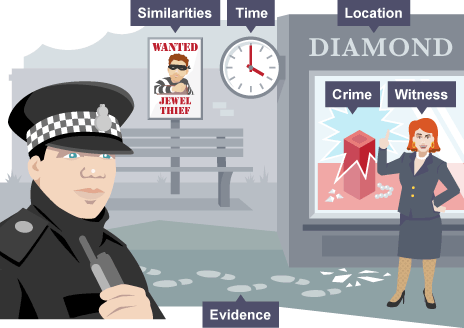 Similarities
Time
Location
WANTED
JEWEL
THIEF
DIAMOND
Crime
Witness
Evidence